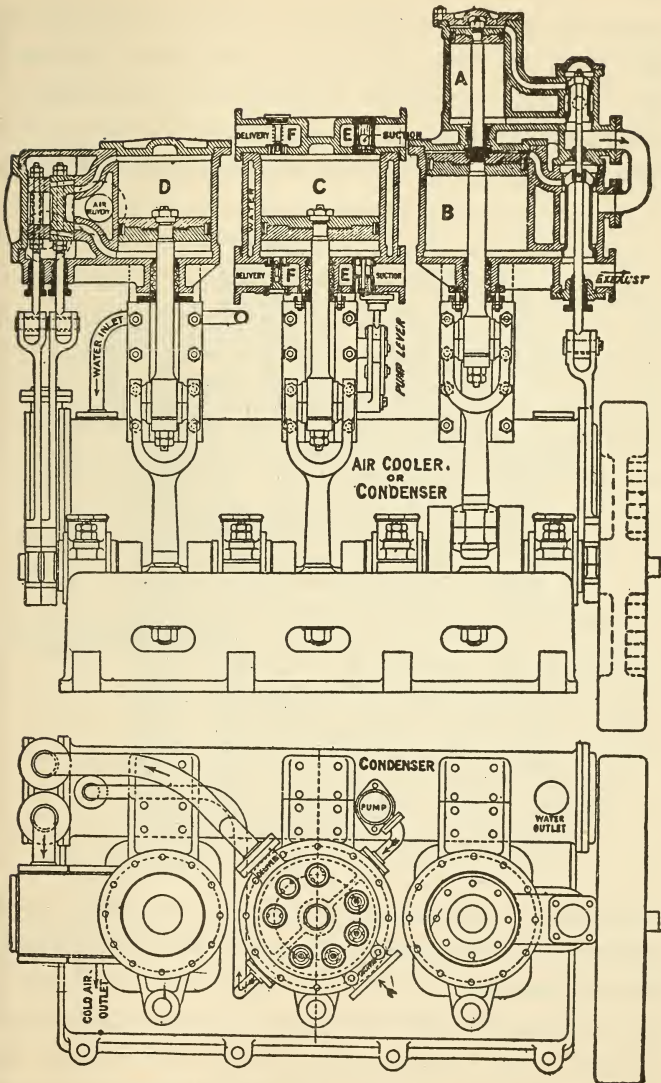 A
DELIVERY
F
E
SUCTION
D
AIR
DELIVERY
C
B
WATER
DELIVERY
F
E
SUCTION
EXHAUST
WATER INLET
PUMP LEVER
AIR COOLER.
OR
CONDENSER
CONDENSER
PUMP
WATER
OUTLET
COLD AIR.
OUTLET